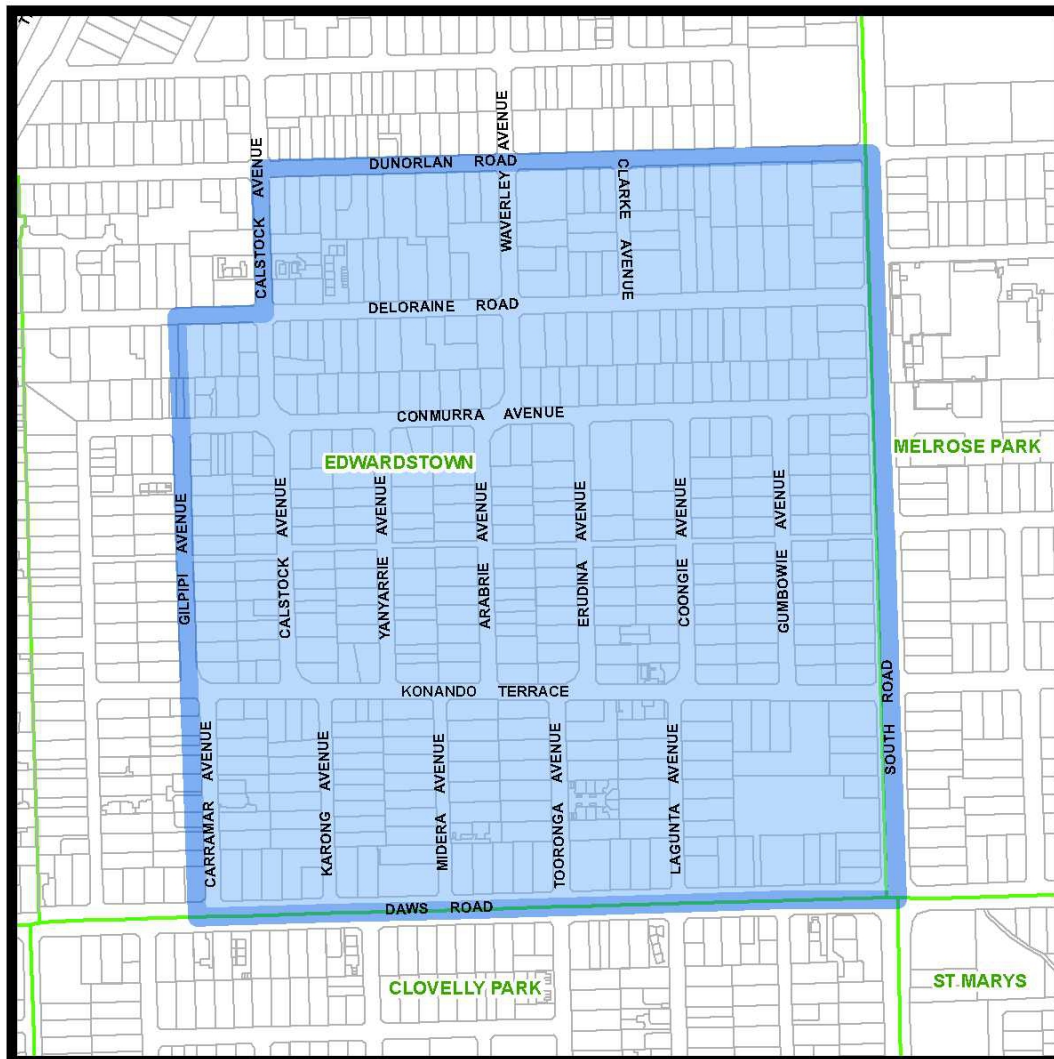 AVENUE
DUNORLAN ROAD
CALSTOCK AVENUE
WAVERLEY
CLARKE AVENUE
DELORAINE ROAD
CONMURRA AVENUE
EDWARDSTOWN
MELROSE PARK
GILPIPI AVENUE
CALSTOCK AVENUE
YANYARRIE AVENUE
ARABRIE AVENUE
ERUDINA AVENUE
COONGIE AVENUE
GUMBOWIE AVENUE
KONANDO TERRACE
SOUTH ROAD
CARRAMAR AVENUE
KARONG AVENUE
MIDERA AVENUE
TOORONGA AVENUE
LAGUNTA AVENUE
DAWS ROAD
CLOVELLY PARK
ST MARYS